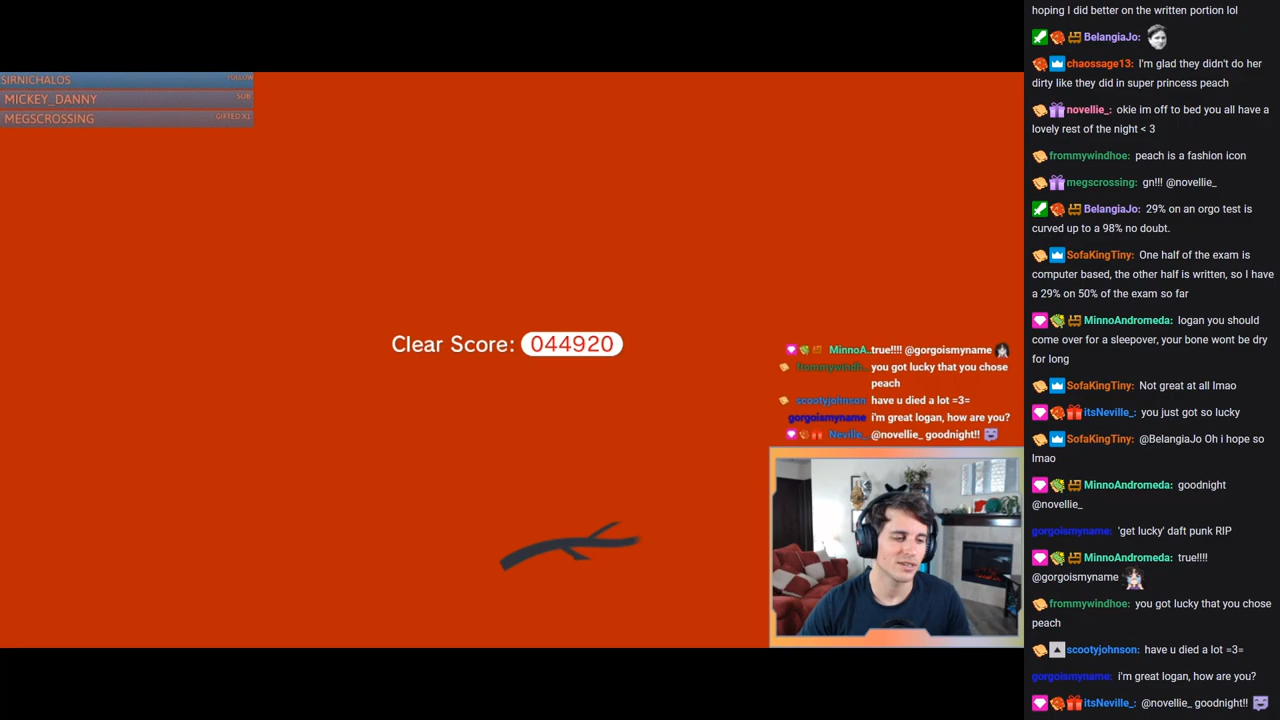 SIRNICHALOS FOLLOW
MICKEY_DANNY SUB
MEGSCROSSING GIFTED X1
Clear Score: 044920
MinnoA..true!!!! @gorgoismyname
frommywindh.. you got lucky that you chose
peach
scootyjohnson have u died a lot =3=
gorgoismyname i'm great logan, how are you?
Neville_ @novellie_ goodnight!!
hoping I did better on the written portion lol
BelangiaJo:
chaossage13: I'm glad they didn't do her
dirty like they did in super princess peach
novellie_: okie im off to bed you all have a
lovely rest of the night < 3
frommywindhoe: peach is a fashion icon
megscrossing: gn!!! @novellie_
BelangiaJo: 29% on an orgo test is
curved up to a 98% no doubt.
SofaKingTiny: One half of the exam is
computer based, the other half is written, so I have
a 29% on 50% of the exam so far
MinnoAndromeda: logan you should
come over for a sleepover, your bone wont be dry
for long
SofaKingTiny: Not great at all lmao
itsNeville_: you just got so lucky
SofaKingTiny: @BelangiaJo Oh i hope so
lmao
MinnoAndromeda: goodnight
@novellie_
gorgoismyname: 'get lucky' daft punk RIP
MinnoAndromeda: true!!!!
@gorgoismyname
frommywindhoe: you got lucky that you chose
peach
scootyjohnson: have u died a lot =3=
gorgoismyname: i'm great logan, how are you?
itsNeville_: @novellie_ goodnight!!